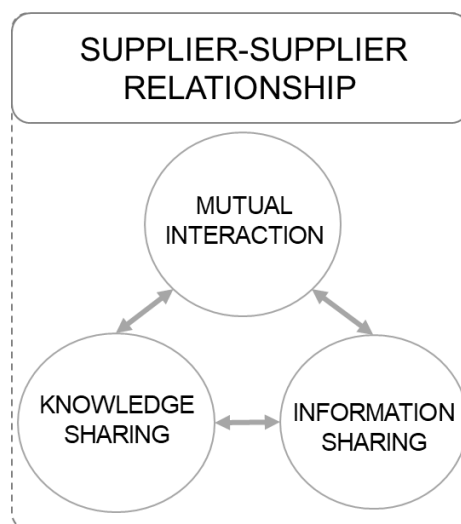 SUPPLIER-SUPPLIER
RELATIONSHIP
MUTUAL
INTERACTION
KNOWLEDGE
SHARING
INFORMATION
SHARING